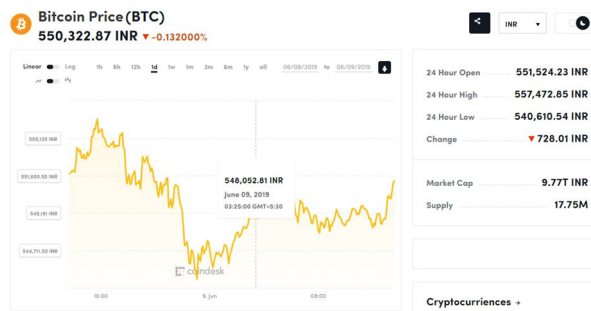 Bitcoin Price (BTC)
550,322.87 INR ▼ -0.132000%
INR
Linear Log 1h 6h 12h 1d 1w 1m 2m 6m 1y all 06/08/2019 to 06/09/2019
555,120 INR
551,650.50 INR
548,181 INR
544,711.50 INR
548,052.81 INR
June 09, 2019
03:25:00 GMT+5:30
coindesk
16:00 9. Jun 08:00
24 Hour Open 551,524.23 INR
24 Hour High 557,472.85 INR
24 Hour Low 540,610.54 INR
Change ▼ 728.01 INR
Market Cap 9.77T INR
Supply 17.75M
Cryptocurriences →